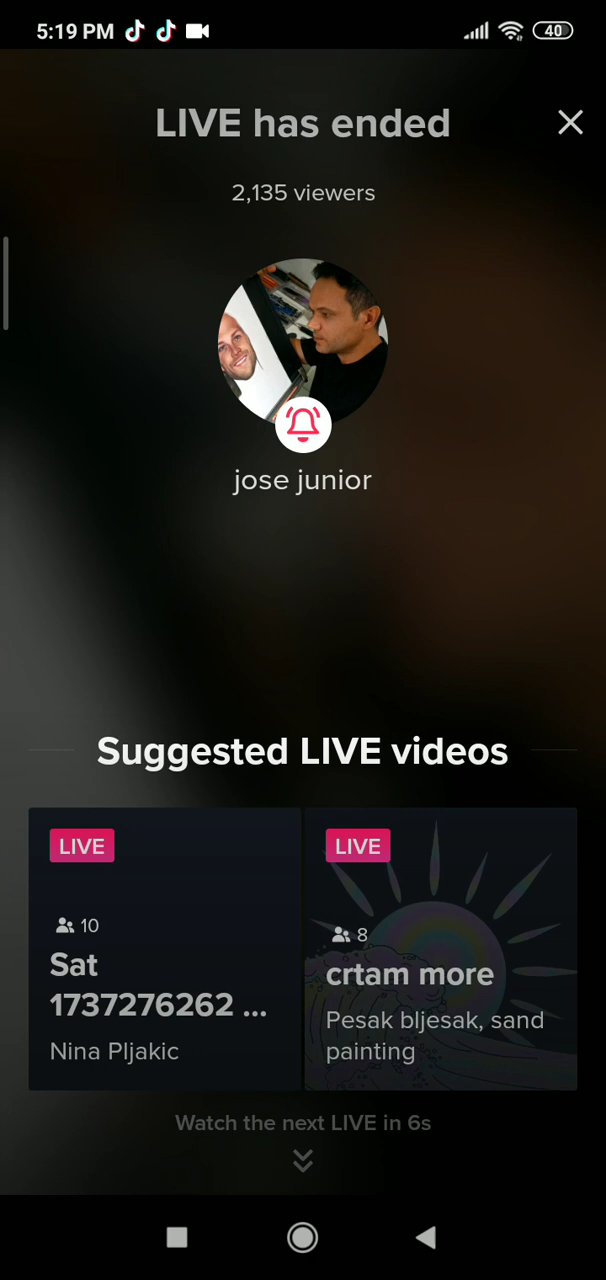 5:19 PM
40
LIVE has ended
2,135 viewers
jose junior
Suggested LIVE videos
LIVE
10
Sat
1737276262 ...
Nina Pljakic
LIVE
8
crtam more
Pesak bljesak, sand
painting
Watch the next LIVE in 6s